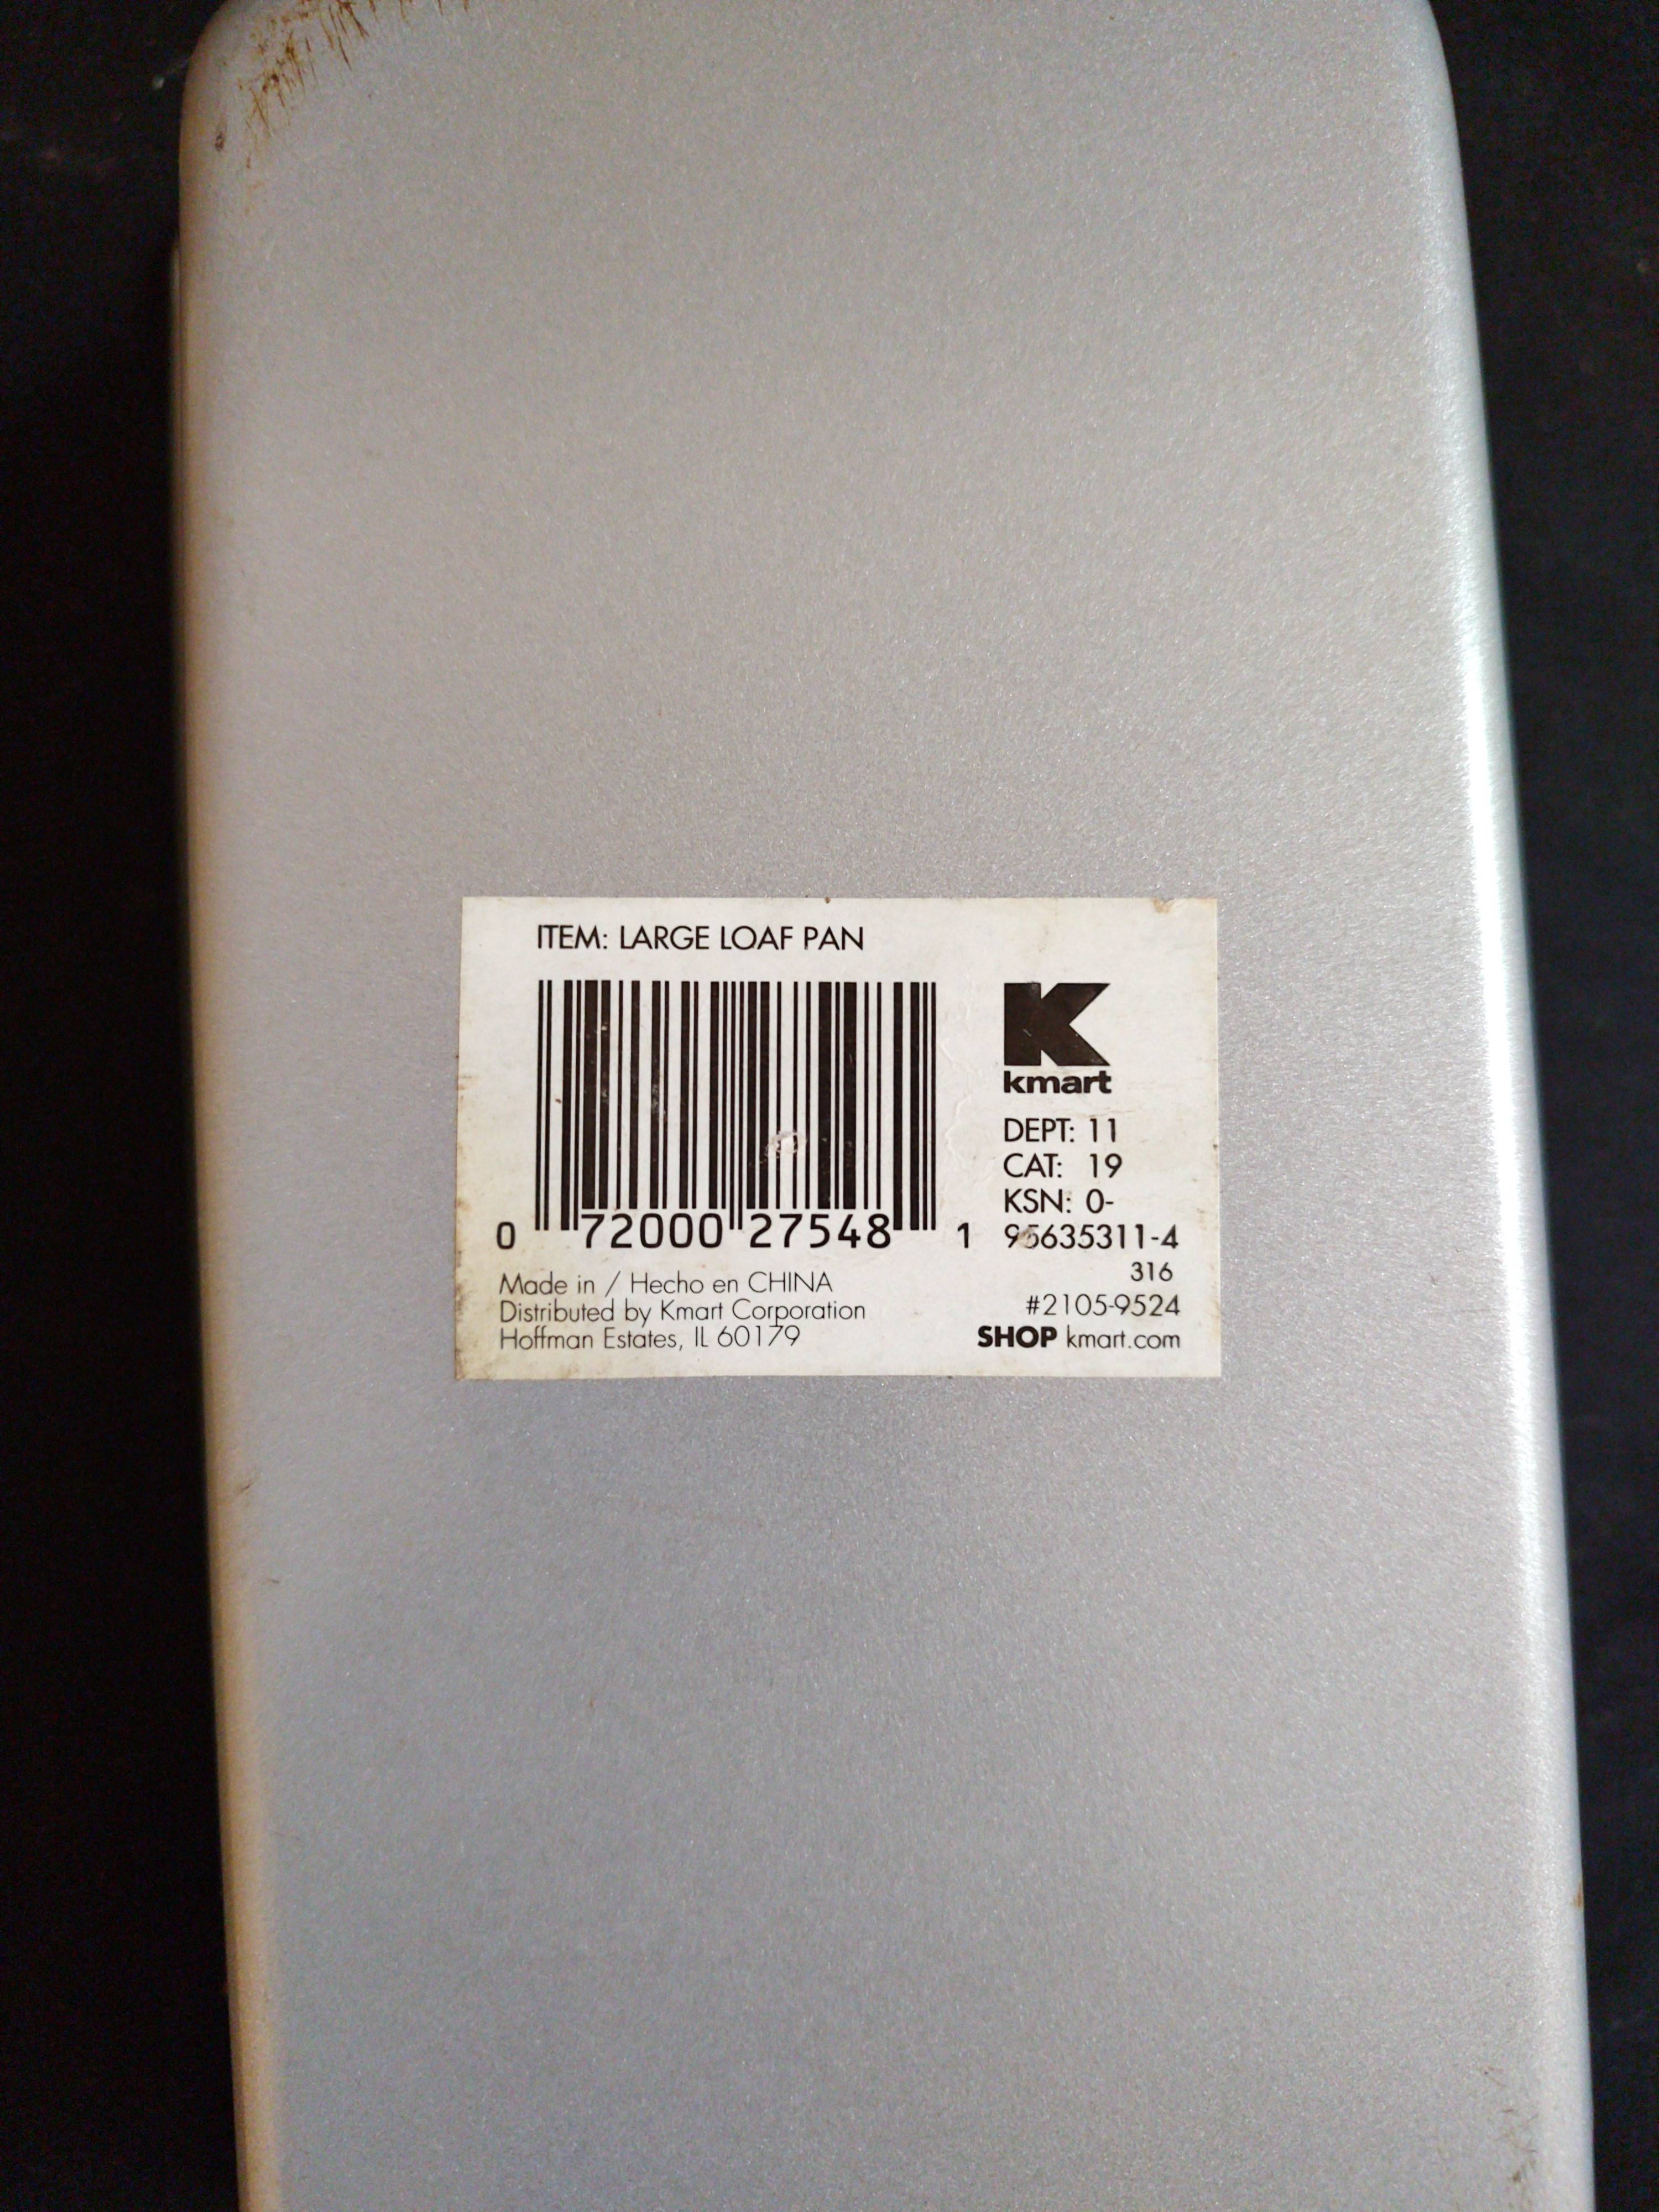 ITEM: LARGE LOAF PAN
0 72000 27548 1
Made in / Hecho en CHINA
Distributed by Kmart Corporation
Hoffman Estates, IL 60179
K
kmart
DEPT: 11
CAT: 19
KSN: 0-
95635311-4
316
#2105-9524
SHOP kmart.com